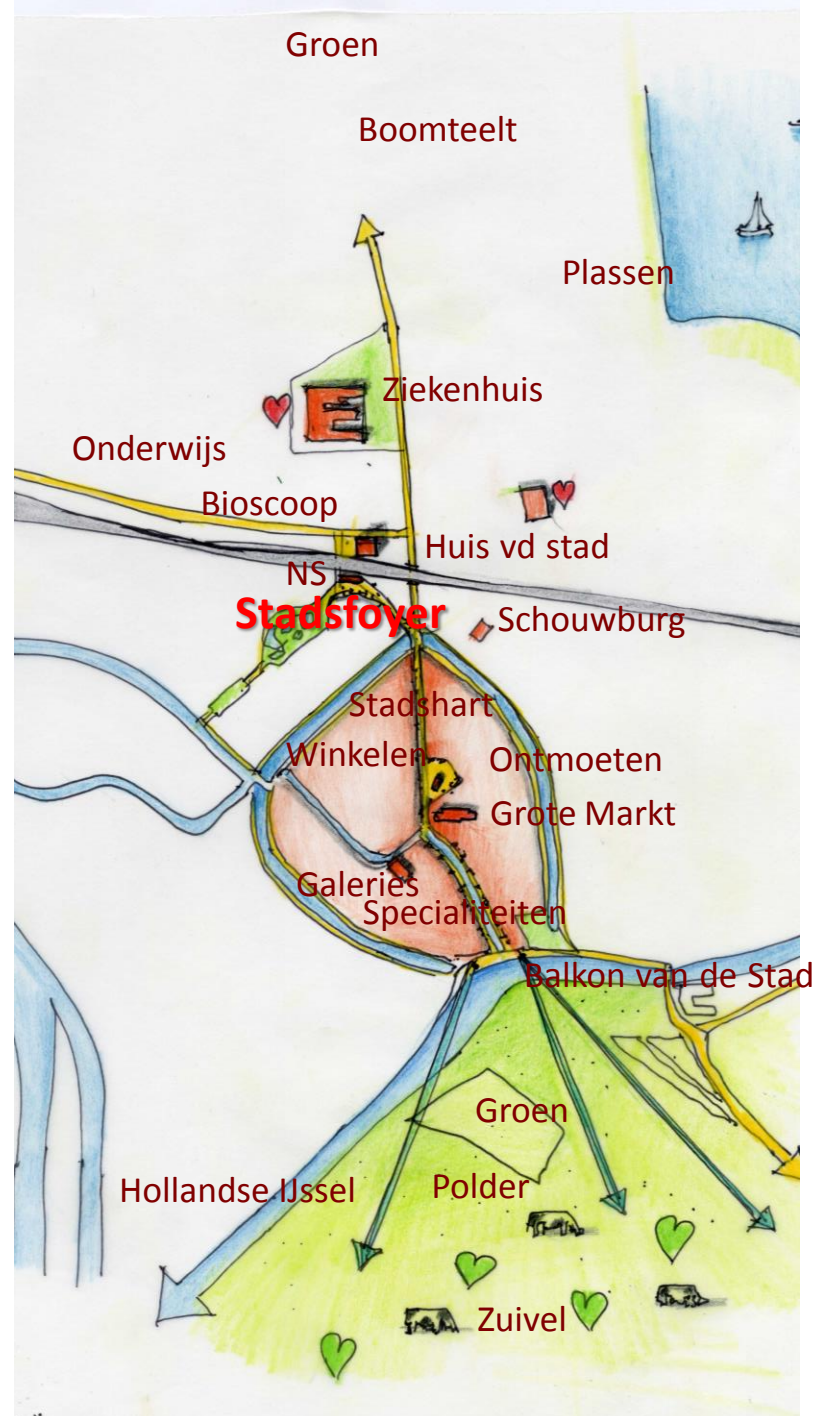 Groen
Boomteelt
Plassen
Ziekenhuis
Onderwijs
Bioscoop
Huis vd stad
NS
Stadsfoyer
Schouwburg
Stadshart
Winkelen
Ontmoeten
Grote Markt
Galeries
Specialiteiten
Balkon van de Stad
Groen
Polder
Hollandse IJssel
Zuivel